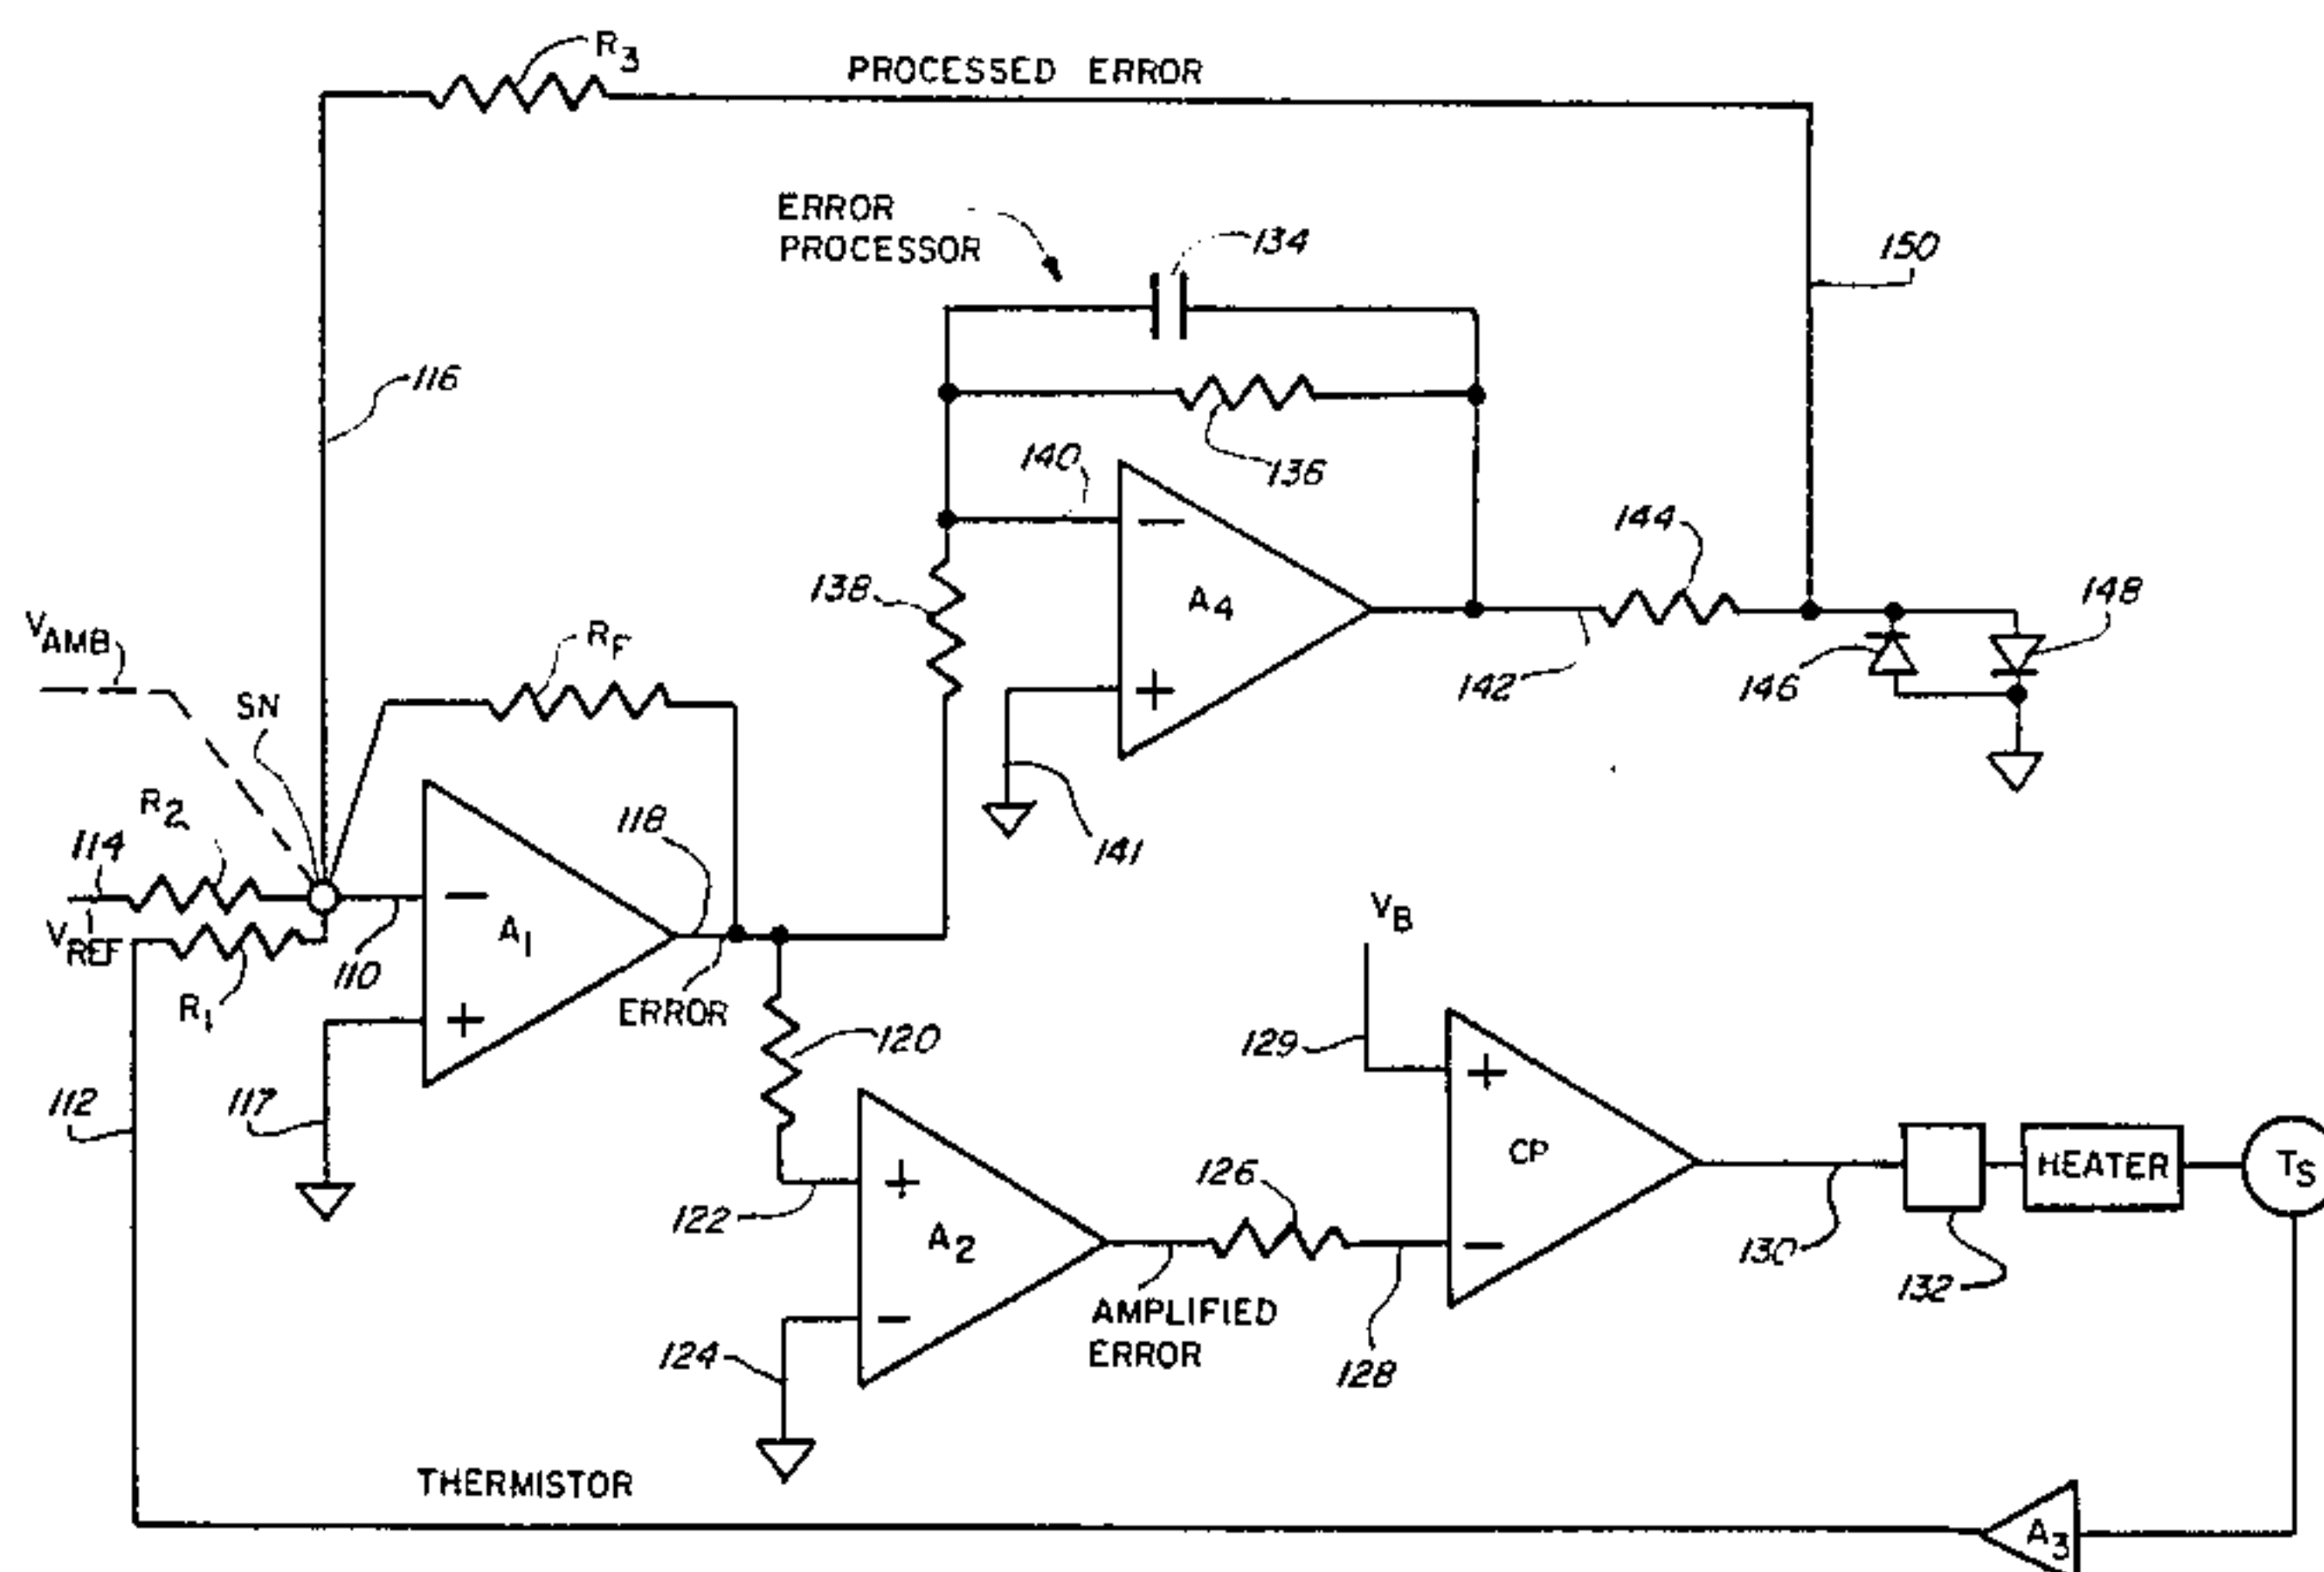 R3
PROCESSED ERROR
ERROR
PROCESSOR
134
150
116
140
136
144
138
148
VAMB
RF
SN
146
142
R2
114
118
141
VREF
A4
A1
VB
110
R1
ERROR
120
129
+
-
112
117
CP
126
HEATER
TS
122
A2
130
132
AMPLIFIED
ERROR
124
128
THERMISTOR
A3